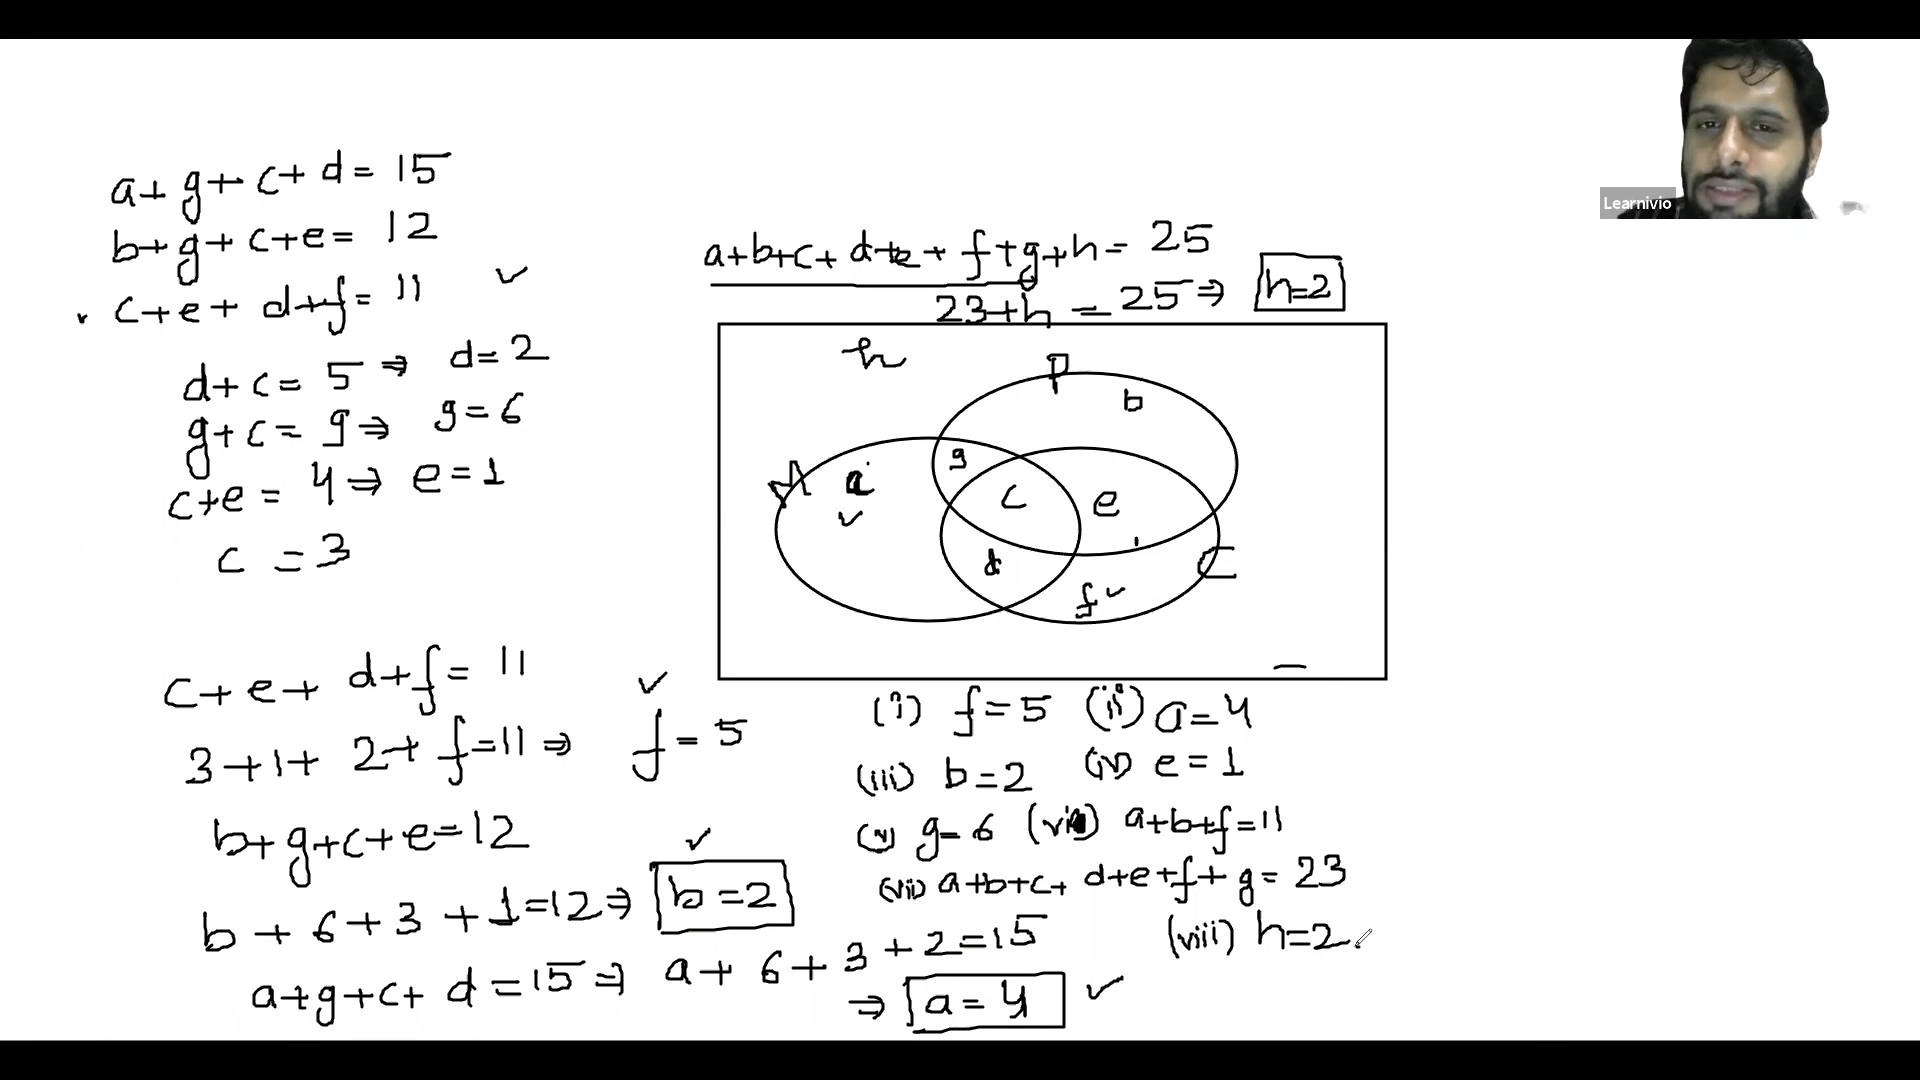 Learnivio
a+g+c+d= 15
b+g+c+e= 12
c+e+ d+f= 11 ✓
d+c= 5 ⇒ d=2
g+c= 9 ⇒ g=6
c+e= 4 ⇒ e=1
c = 3
c+e+ d+f= 11
3+1+ 2+ f=11 ⇒ f=5 ✓
b+g+c+e=12
b+6+3+1=12 ⇒ b=2 ✓
a+g+c+ d=15 ⇒ a+6+3+2=15
⇒ a=4 ✓
a+b+c+ d+e+ f+g+h= 25
23+h = 25 ⇒ h=2
h
P
b
A
a
g
c
e
d
C
f
(i) f=5 (ii) a=4
(iii) b=2 (iv) e=1
(v) g=6 (vi) a+b+f=11
(vii) a+b+c+ d+e+f+g= 23
(viii) h=2